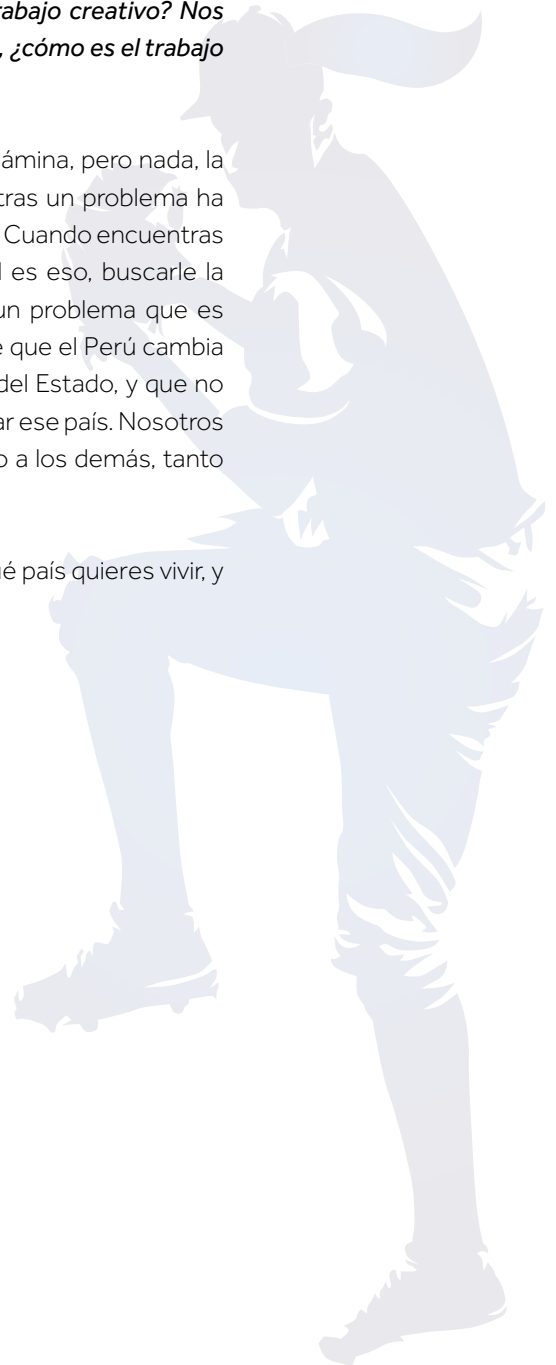 rabajo creativo? Nos
, ¿cómo es el trabajo
ámina, pero nada, la
tras un problema ha
Cuando encuentras
es eso, buscarle la
un problema que es
e que el Perú cambia
del Estado, y que no
ar ese país. Nosotros
o a los demás, tanto
é país quieres vivir, y